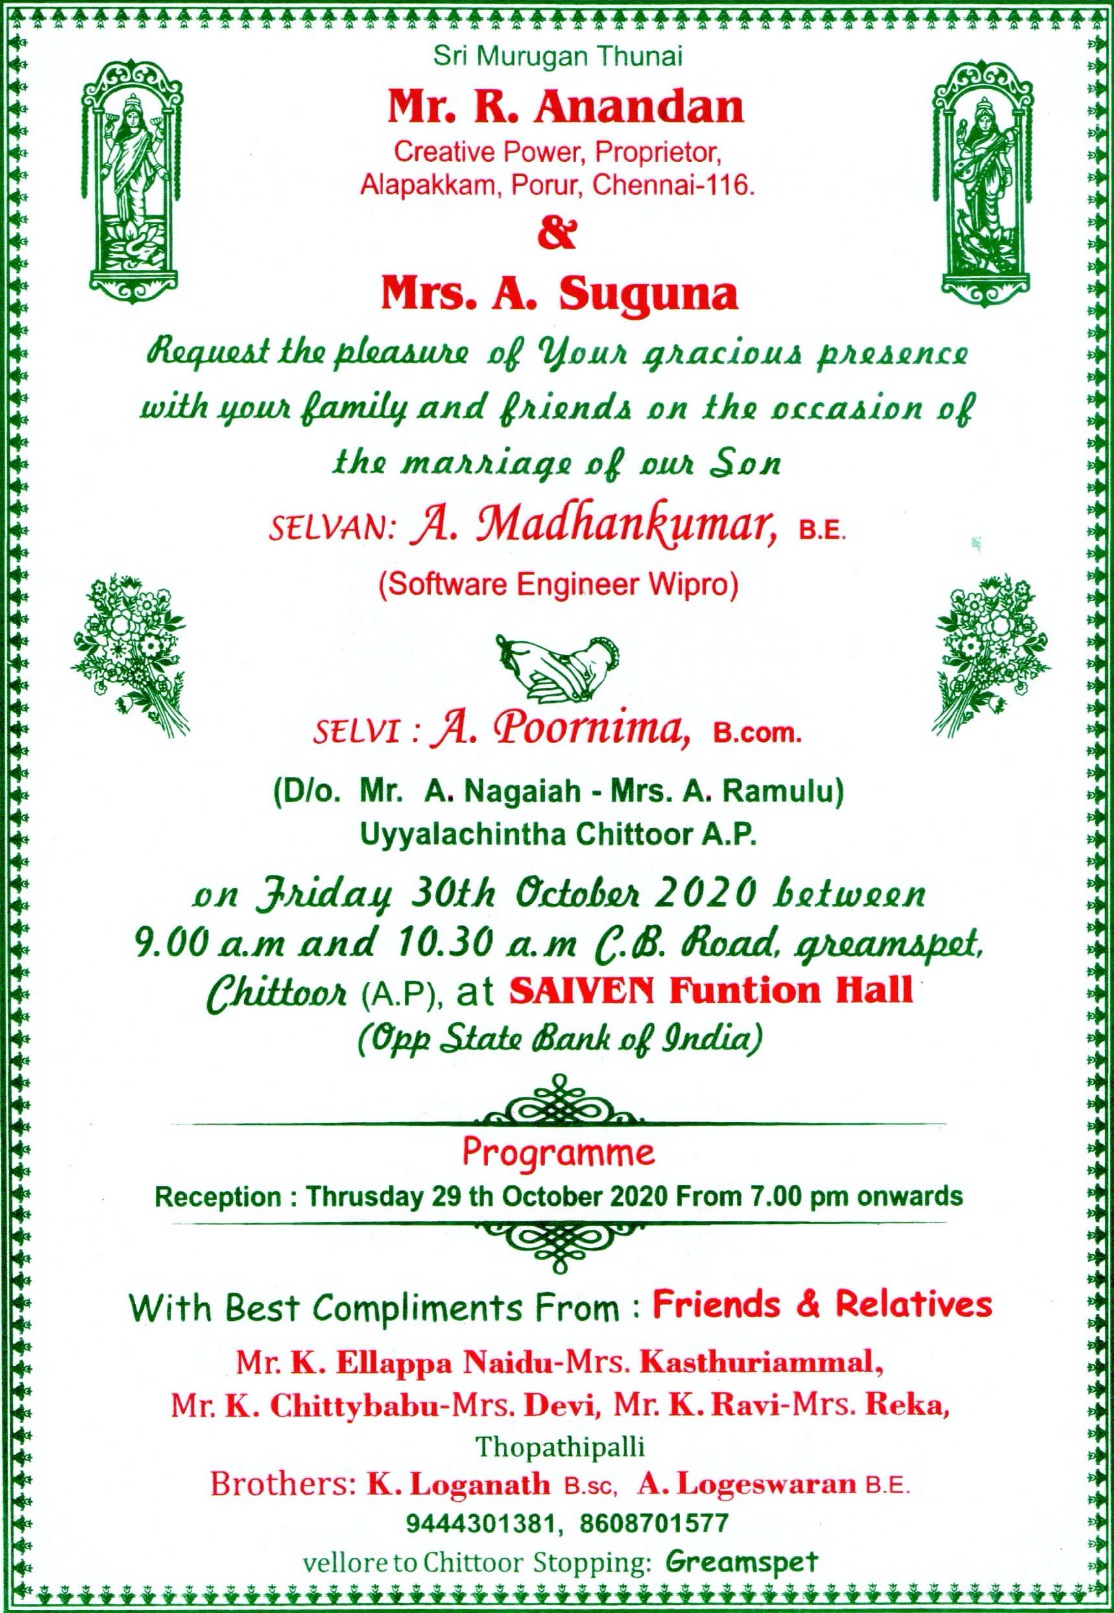 Sri Murugan Thunai
Mr. R. Anandan
Creative Power, Proprietor,
Alapakkam, Porur, Chennai-116.
&
Mrs. A. Suguna
Request the pleasure of Your gracious presence
with your family and friends on the occasion of
the marriage of our Son
SELVAN: A. Madhankumar, B.E.
(Software Engineer Wipro)
SELVI : A. Poornima, B.com.
(D/o. Mr. A. Nagaiah - Mrs. A. Ramulu)
Uyyalachintha Chittoor A.P.
on Friday 30th October 2020 between
9.00 a.m and 10.30 a.m C.B. Road, greamspet,
Chittoor (A.P), at SAIVEN Funtion Hall
(Opp State Bank of India)
Programme
Reception : Thrusday 29 th October 2020 From 7.00 pm onwards
With Best Compliments From : Friends & Relatives
Mr. K. Ellappa Naidu-Mrs. Kasthuriammal,
Mr. K. Chittybabu-Mrs. Devi, Mr. K. Ravi-Mrs. Reka,
Thopathipalli
Brothers: K. Loganath B.sc, A. Logeswaran B.E.
9444301381, 8608701577
vellore to Chittoor Stopping: Greamspet